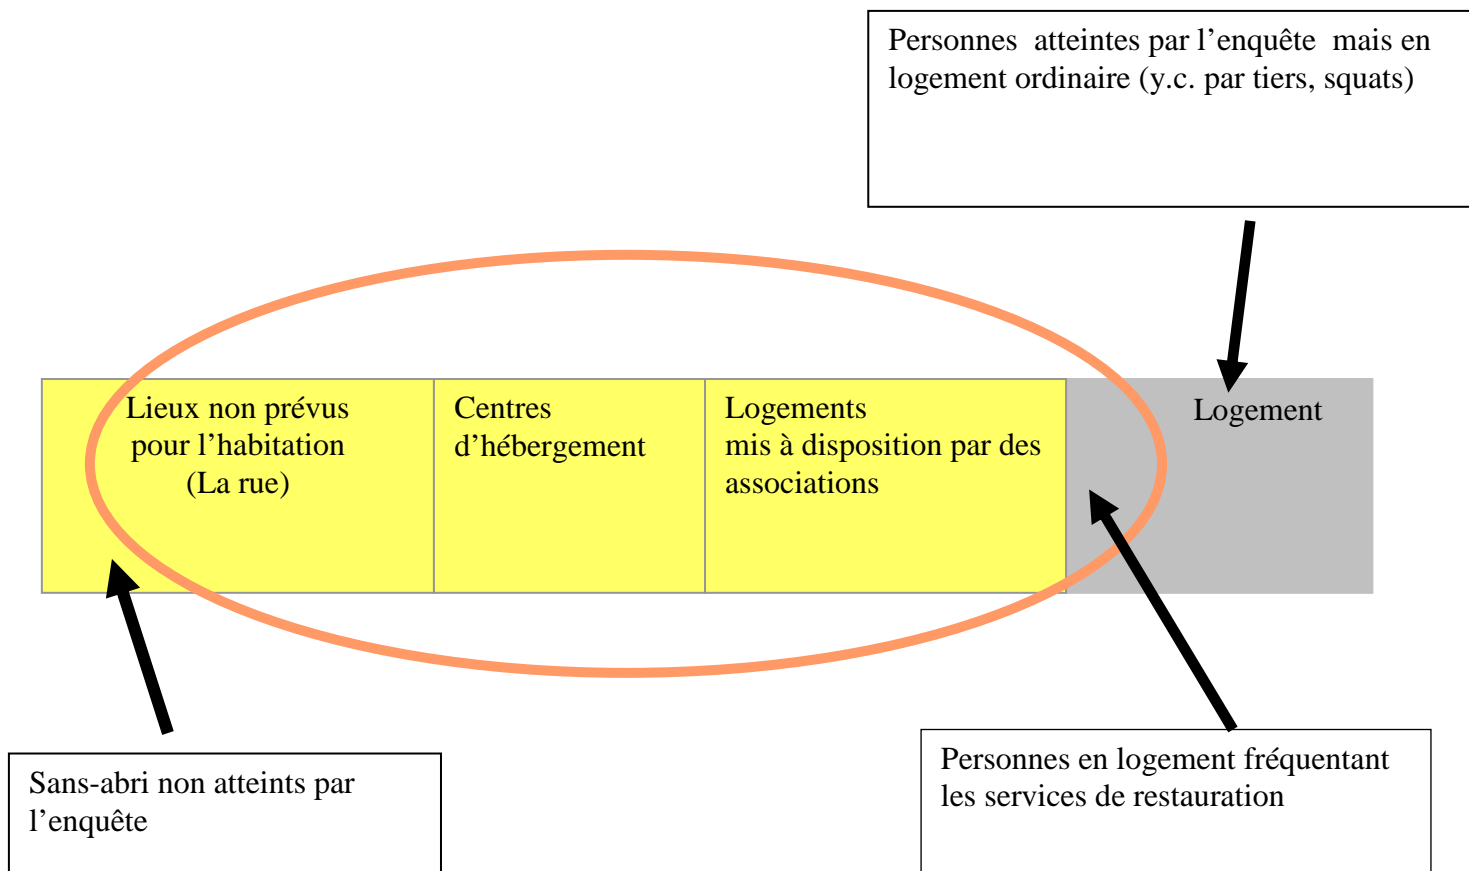 Personnes atteintes par l’enquête mais en
logement ordinaire (y.c. par tiers, squats)
Lieux non prévus
pour l’habitation
(La rue)
Centres
d’hébergement
Logements
mis à disposition par des
associations
Logement
Sans-abri non atteints par
l’enquête
Personnes en logement fréquentant
les services de restauration